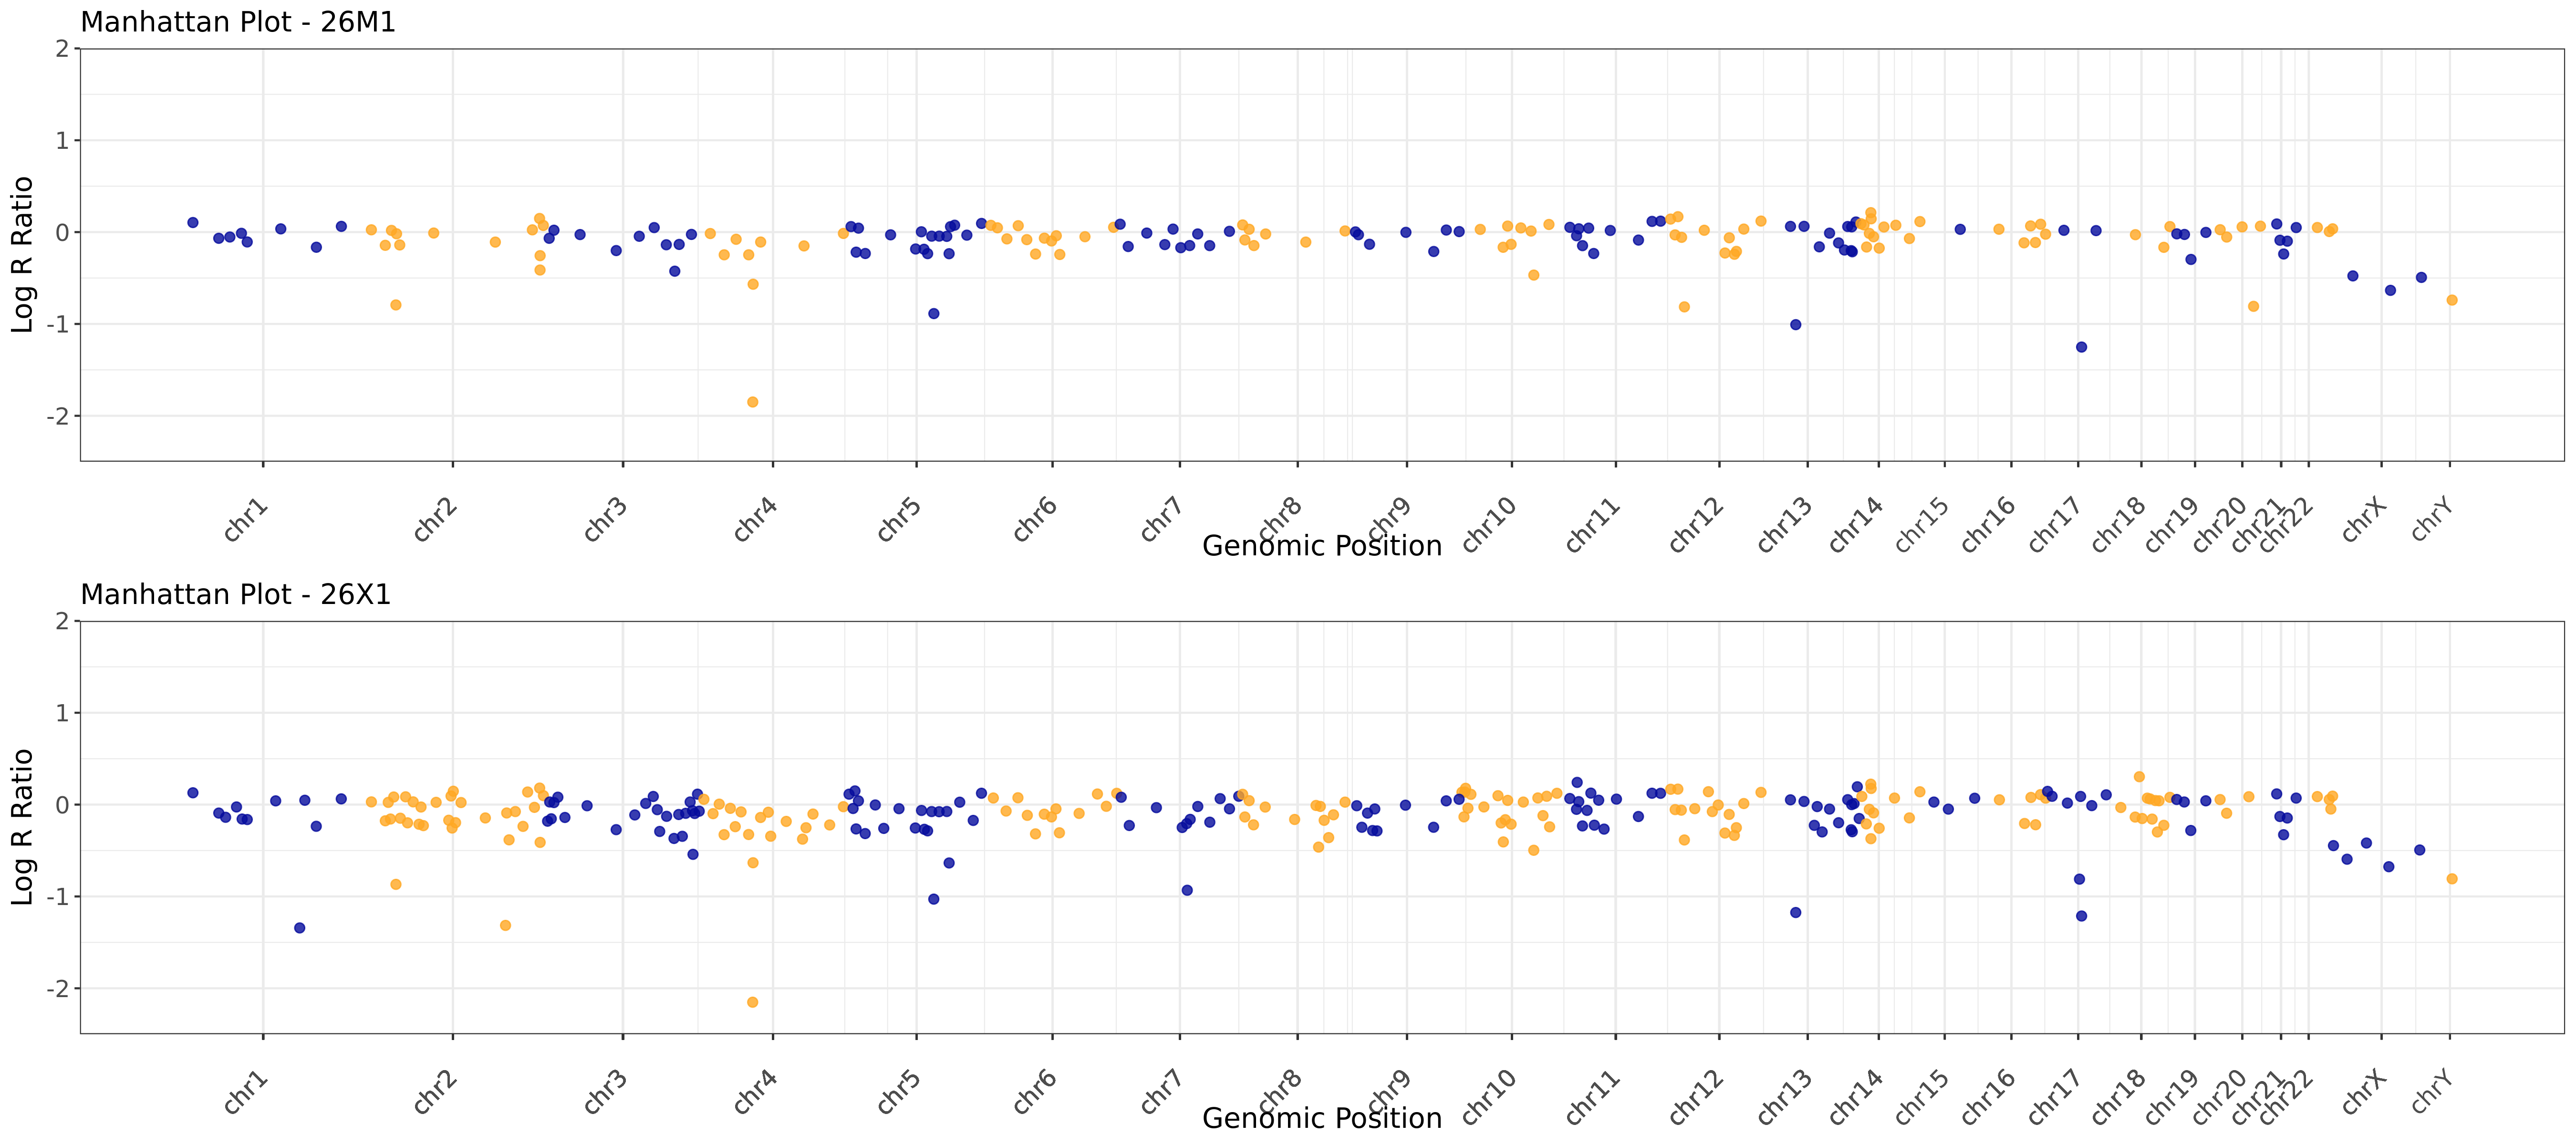 Manhattan Plot - 26M1
2
1
0
-1
-2
Log R Ratio
chr1 chr2 chr3 chr4 chr5 chr6 chr7 chr8 chr9 chr10 chr11 chr12 chr13 chr14 chr15 chr16 chr17 chr18 chr19 chr20 chr21 chr22 chrX chrY
Genomic Position
Manhattan Plot - 26X1
2
1
0
-1
-2
Log R Ratio
chr1 chr2 chr3 chr4 chr5 chr6 chr7 chr8 chr9 chr10 chr11 chr12 chr13 chr14 chr15 chr16 chr17 chr18 chr19 chr20 chr21 chr22 chrX chrY
Genomic Position